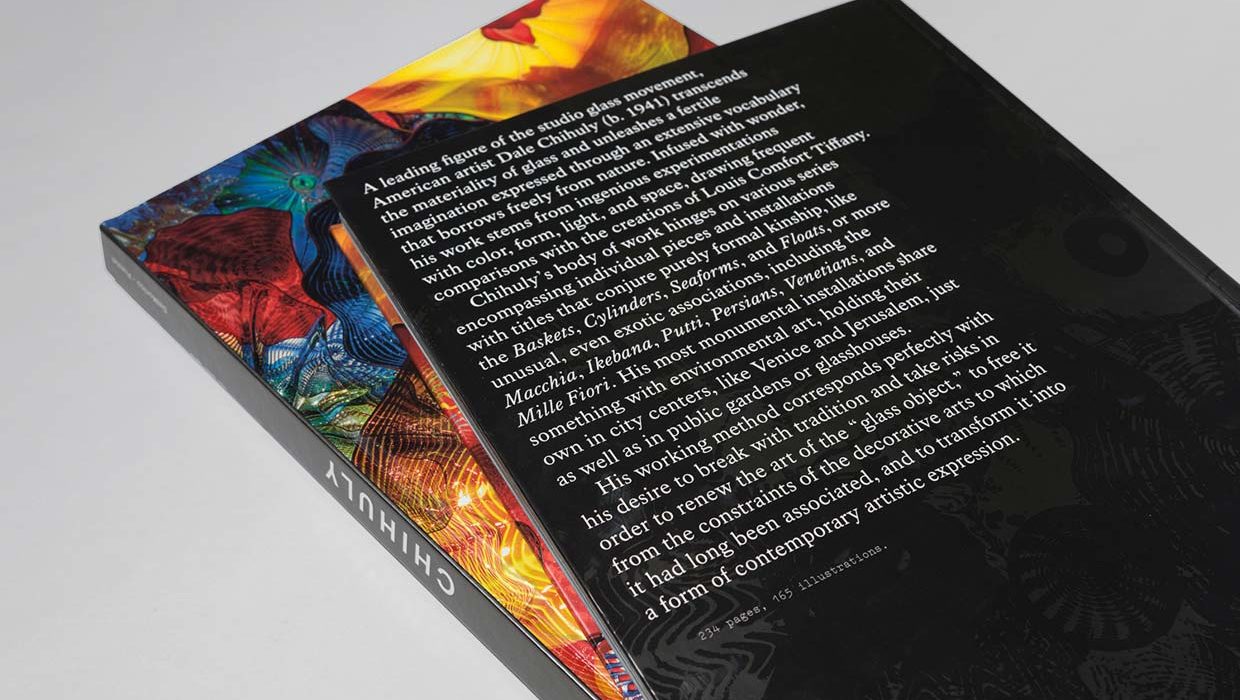 A leading figure of the studio glass movement,
American artist Dale Chihuly (b. 1941) transcends
the materiality of glass and unleashes a fertile
imagination expressed through an extensive vocabulary
that borrows freely from nature. Infused with wonder,
his work stems from ingenious experimentations
with color, form, light, and space, drawing frequent
comparisons with the creations of Louis Comfort Tiffany.
Chihuly's body of work hinges on various series
encompassing individual pieces and installations
with titles that conjure purely formal kinship, like
the Baskets, Cylinders, Seaforms, and Floats, or more
unusual, even exotic associations, including the
Macchia, Ikebana, Putti, Persians, Venetians, and
Mille Fiori. His most monumental installations share
something with environmental art, holding their
own in city centers, like Venice and Jerusalem, just
as well as in public gardens or glasshouses.
His working method corresponds perfectly with
his desire to break with tradition and take risks in
order to renew the art of the “glass object,” to free it
from the constraints of the decorative arts to which
it had long been associated, and to transform it into
a form of contemporary artistic expression.
234 pages, 165 illustrations.
CHIHULY